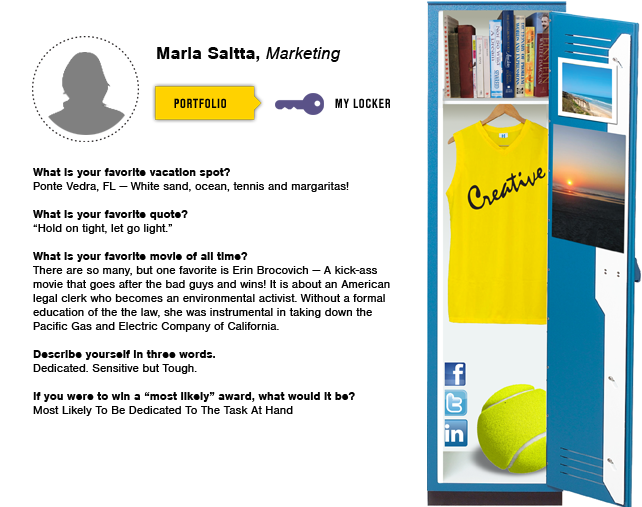 Maria Saitta, Marketing
PORTFOLIO
MY LOCKER
What is your favorite vacation spot?
Ponte Vedra, FL — White sand, ocean, tennis and margaritas!
What is your favorite quote?
“Hold on tight, let go light.”
What is your favorite movie of all time?
There are so many, but one favorite is Erin Brocovich — A kick-ass
movie that goes after the bad guys and wins! It is about an American
legal clerk who becomes an environmental activist. Without a formal
education of the the law, she was instrumental in taking down the
Pacific Gas and Electric Company of California.
Describe yourself in three words.
Dedicated. Sensitive but Tough.
If you were to win a “most likely” award, what would it be?
Most Likely To Be Dedicated To The Task At Hand
Creative
f
t
in